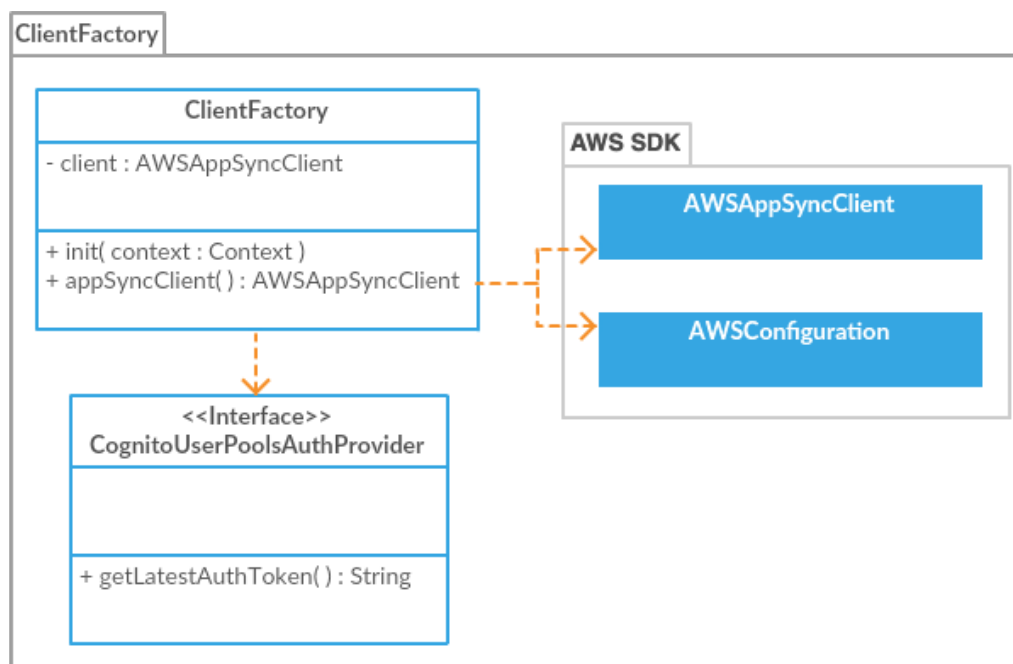 ClientFactory
ClientFactory
- client : AWSAppSyncClient
+ init( context : Context )
+ appSyncClient( ) : AWSAppSyncClient
AWS SDK
AWSAppSyncClient
AWSConfiguration
<<Interface>>
CognitoUserPoolsAuthProvider
+ getLatestAuthToken( ) : String